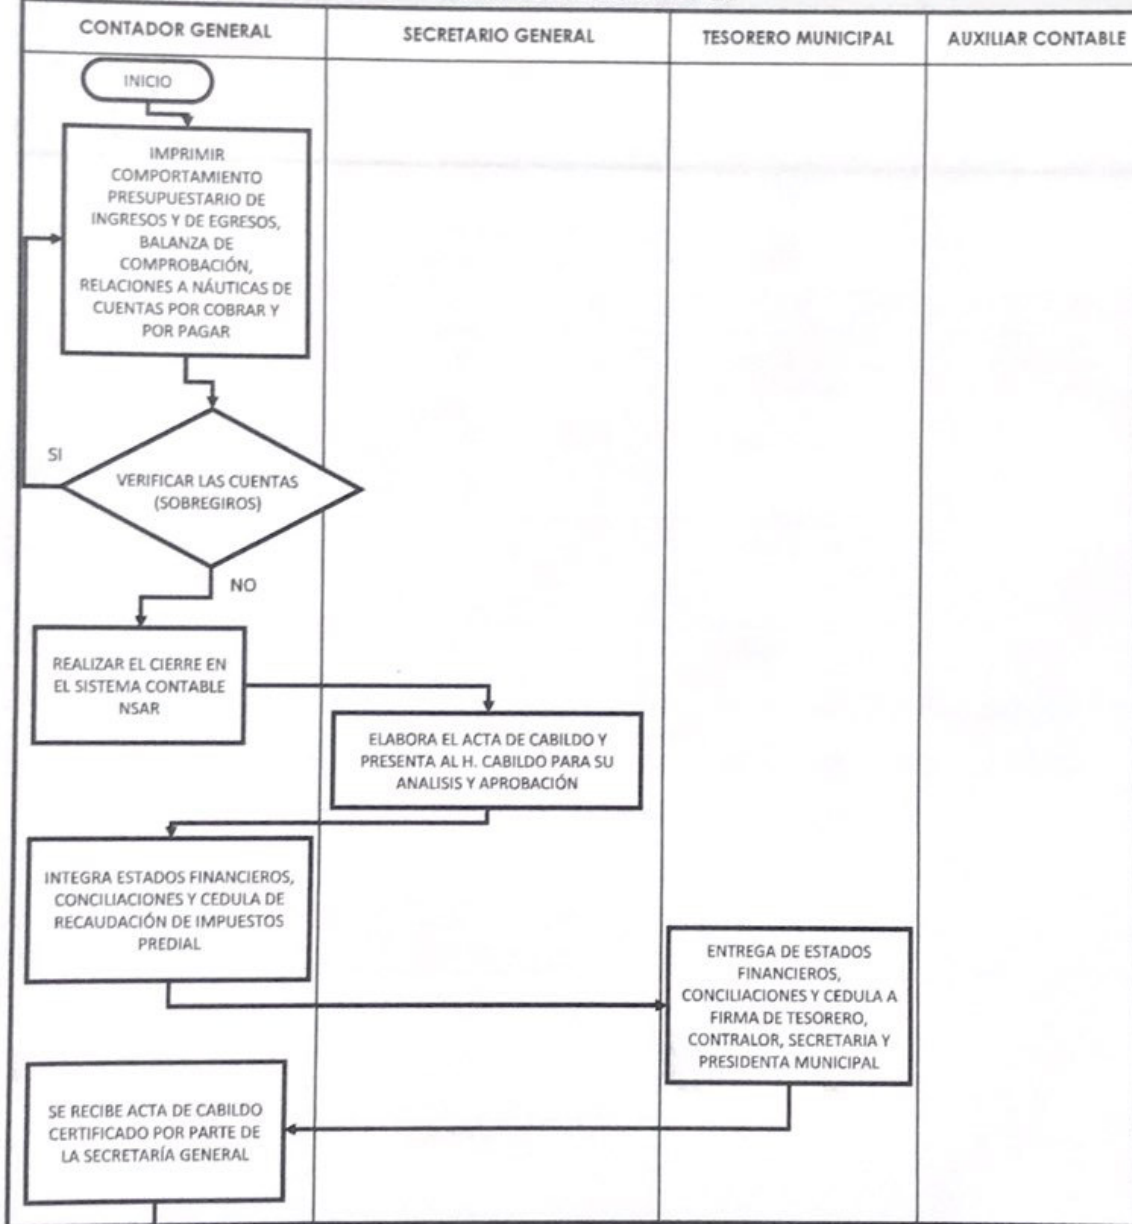 CONTADOR GENERAL
SECRETARIO GENERAL
TESORERO MUNICIPAL
AUXILIAR CONTABLE
INICIO
IMPRIMIR
COMPORTAMIENTO
PRESUPUESTARIO DE
INGRESOS Y DE EGRESOS,
BALANZA DE
COMPROBACIÓN,
RELACIONES A NÁUTICAS DE
CUENTAS POR COBRAR Y
POR PAGAR
SI
VERIFICAR LAS CUENTAS
(SOBREGIROS)
NO
REALIZAR EL CIERRE EN
EL SISTEMA CONTABLE
NSAR
ELABORA EL ACTA DE CABILDO Y
PRESENTA AL H. CABILDO PARA SU
ANALISIS Y APROBACIÓN
INTEGRA ESTADOS FINANCIEROS,
CONCILIACIONES Y CEDULA DE
RECAUDACIÓN DE IMPUESTOS
PREDIAL
ENTREGA DE ESTADOS
FINANCIEROS,
CONCILIACIONES Y CEDULA A
FIRMA DE TESORERO,
CONTRALOR, SECRETARIA Y
PRESIDENTA MUNICIPAL
SE RECIBE ACTA DE CABILDO
CERTIFICADO POR PARTE DE
LA SECRETARÍA GENERAL